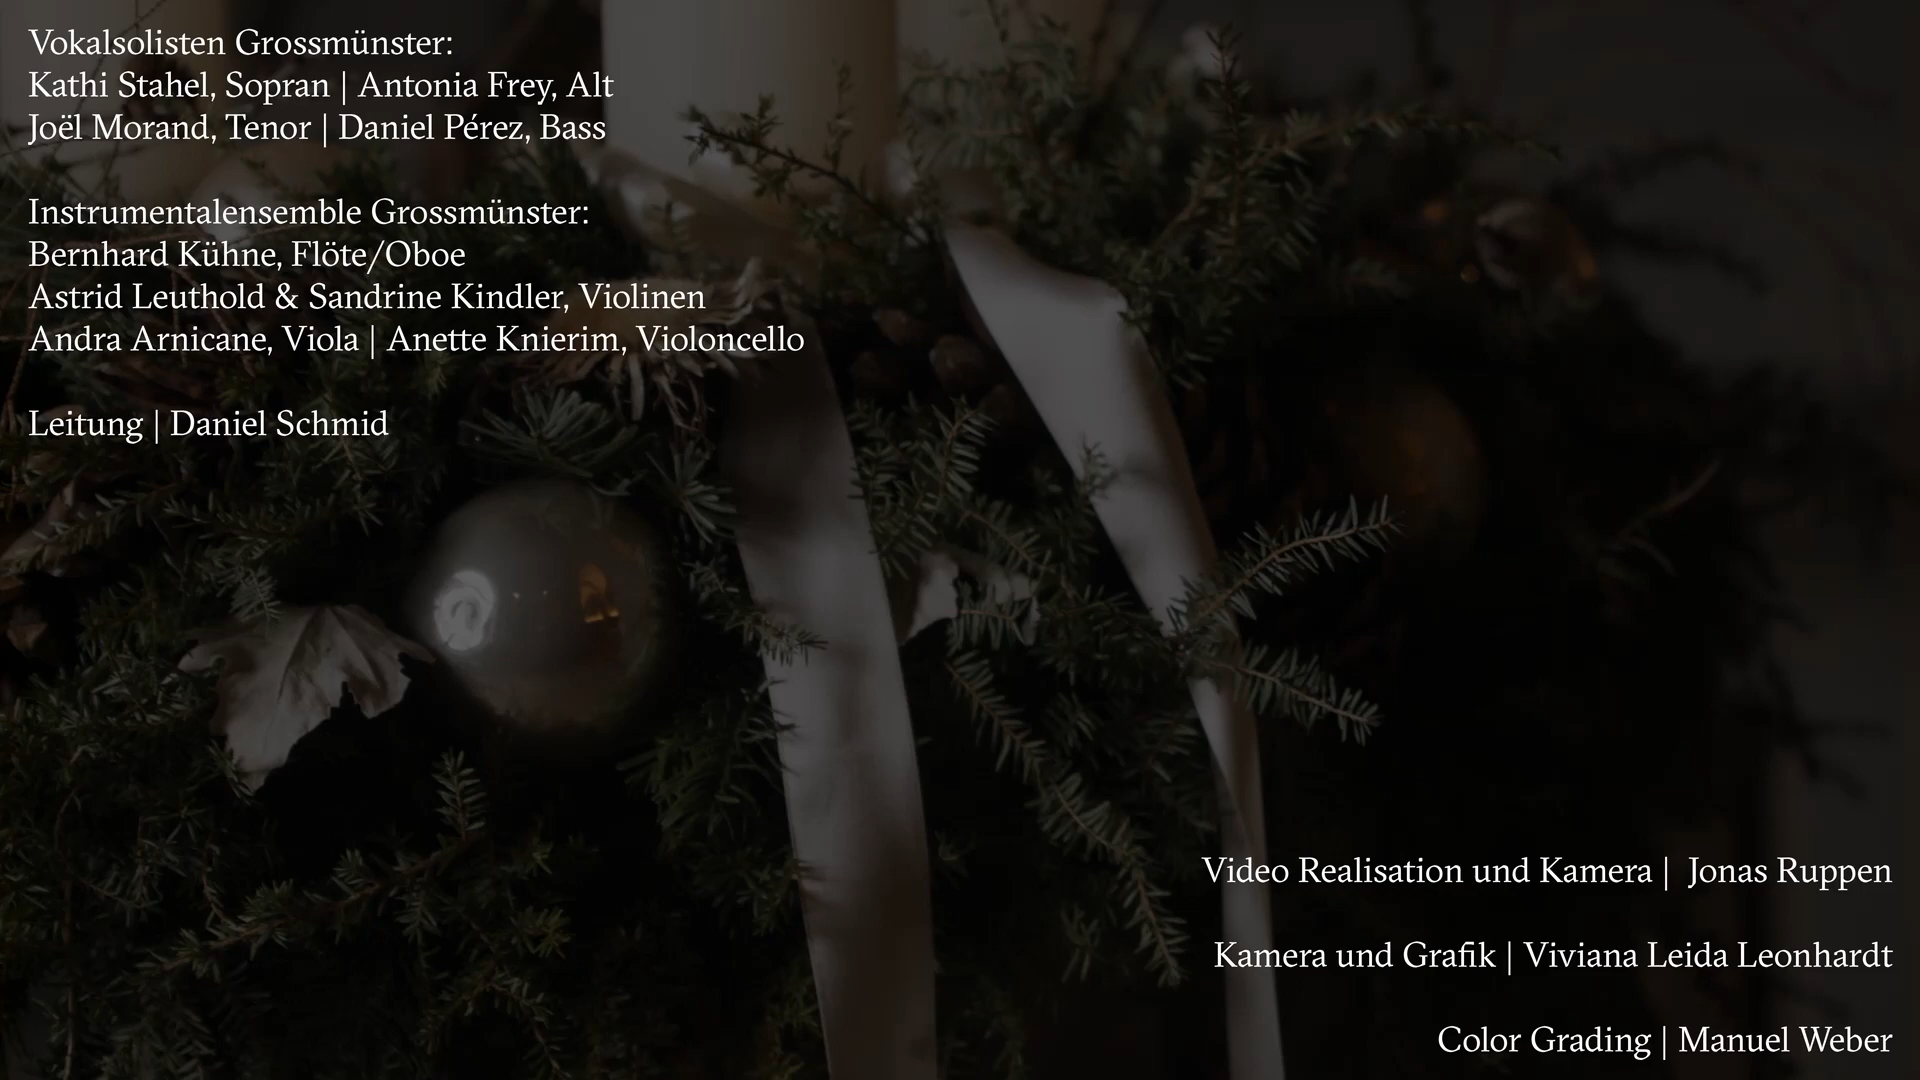 Vokalsolisten Grossmünster:
Kathi Stahel, Sopran | Antonia Frey, Alt
Joël Morand, Tenor | Daniel Pérez, Bass
Instrumentalensemble Grossmünster:
Bernhard Kühne, Flöte/Oboe
Astrid Leuthold & Sandrine Kindler, Violinen
Andra Arnicane, Viola | Anette Knierim, Violoncello
Leitung | Daniel Schmid
Video Realisation und Kamera | Jonas Ruppen
Kamera und Grafik | Viviana Leida Leonhardt
Color Grading | Manuel Weber